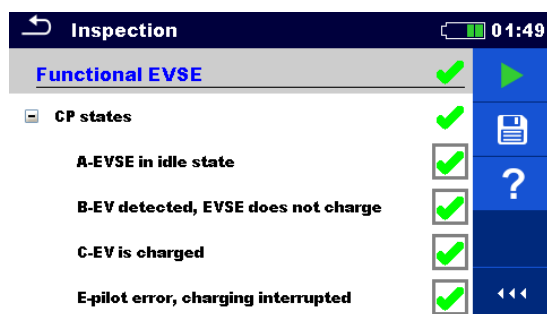 Inspection 01:49
Functional EVSE
CP states
A-EVSE in idle state
B-EV detected, EVSE does not charge
C-EV is charged
E-pilot error, charging interrupted
?